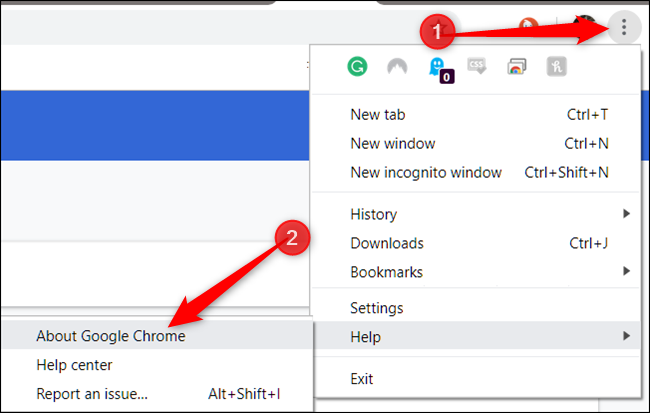 1
CSS
0
New tab Ctrl+T
New window Ctrl+N
New incognito window Ctrl+Shift+N
History
Downloads Ctrl+J
Bookmarks
Settings
Help
Exit
2
About Google Chrome
Help center
Report an issue... Alt+Shift+I